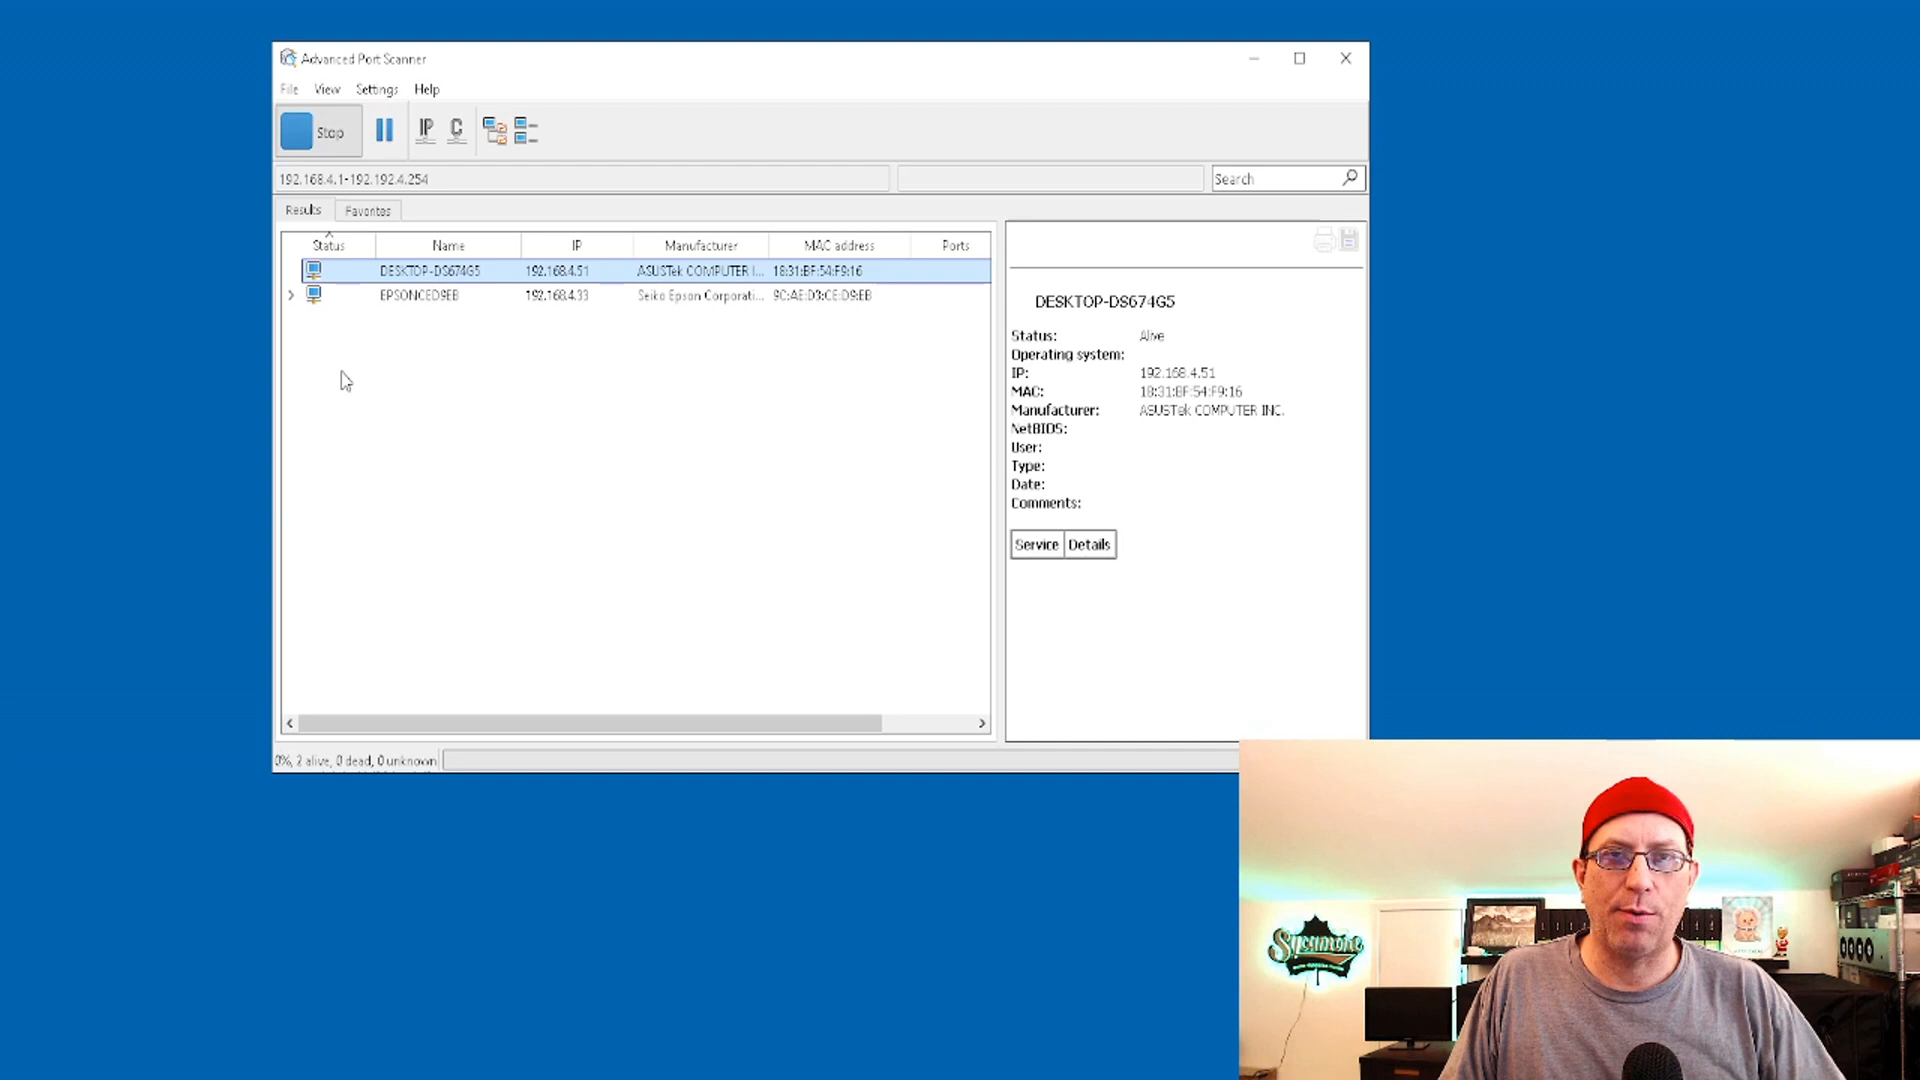 Advanced Port Scanner
File View Settings Help
Stop
IP C
192.168.4.1-192.192.4.254
Search
Results Favorites
Status Name IP Manufacturer MAC address Ports
DESKTOP-DS674G5 192.168.4.51 ASUSTek COMPUTER I... 18:31:BF:54:F9:16
EPSONCED9EB 192.168.4.33 Seiko Epson Corporati... 9C:AE:D3:CE:D9:EB
DESKTOP-DS674G5
Status: Alive
Operating system:
IP: 192.168.4.51
MAC: 18:31:BF:54:F9:16
Manufacturer: ASUSTek COMPUTER INC.
NetBIOS:
User:
Type:
Date:
Comments:
Service Details
0%, 2 alive, 0 dead, 0 unknown
Sycamore